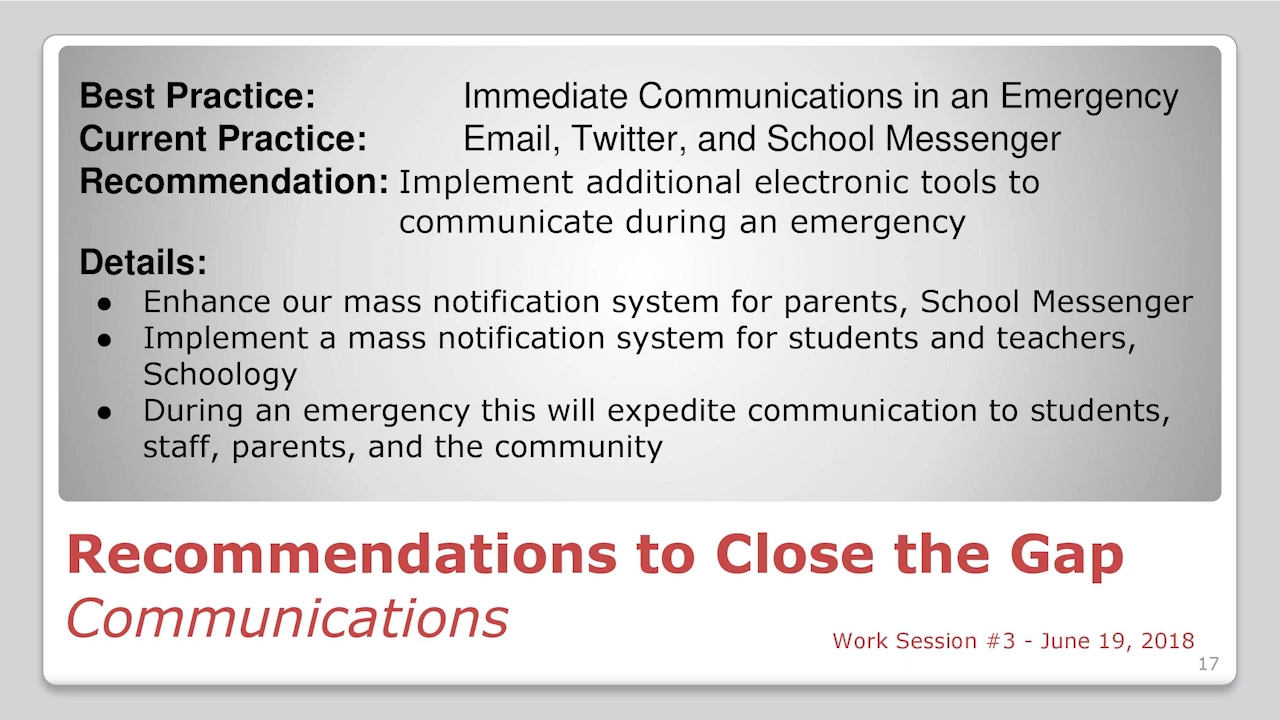 Best Practice: Immediate Communications in an Emergency
Current Practice: Email, Twitter, and School Messenger
Recommendation: Implement additional electronic tools to
communicate during an emergency
Details:
● Enhance our mass notification system for parents, School Messenger
● Implement a mass notification system for students and teachers,
Schoology
● During an emergency this will expedite communication to students,
staff, parents, and the community
Recommendations to Close the Gap
Communications
Work Session #3 - June 19, 2018
17